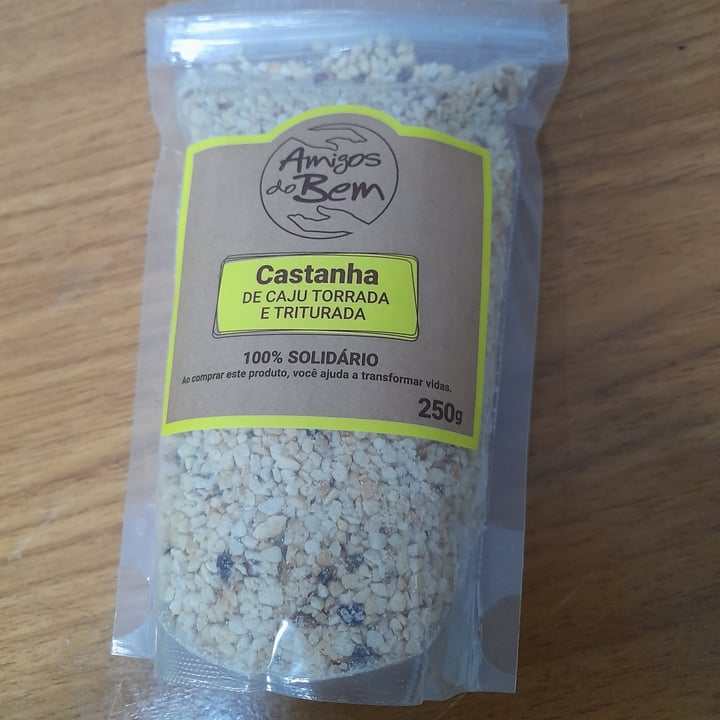 Amigos
do Bem
Castanha
DE CAJU TORRADA
E TRITURADA
100% SOLIDÁRIO
Ao comprar este produto, você ajuda a transformar vidas.
250g